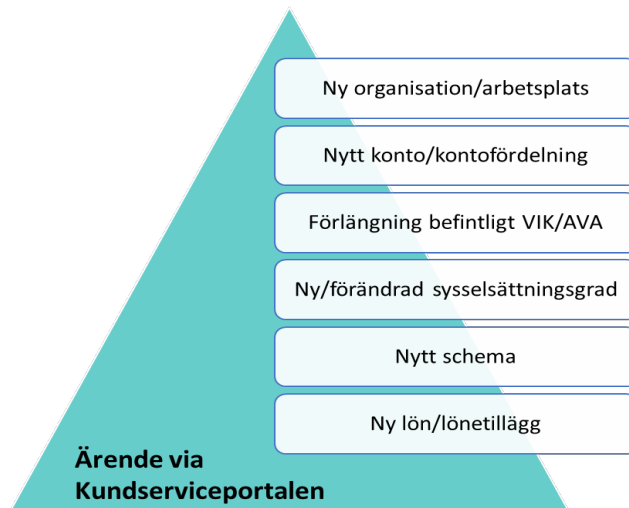 Ny organisation/arbetsplats
Nytt konto/kontofördelning
Förlängning befintligt VIK/AVA
Ny/förändrad sysselsättningsgrad
Nytt schema
Ny lön/lönetillägg
Ärende via
Kundserviceportalen